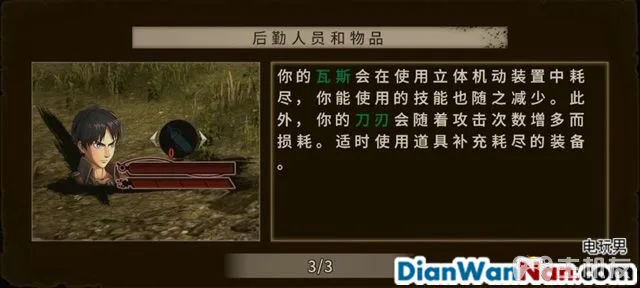 后勤人员和物品
你的瓦斯会在使用立体机动装置中耗
尽，你能使用的技能也随之减少。此
外，你的刀刃会随着攻击次数增多而
损耗。适时使用道具补充耗尽的装备
。
0
3/3
电玩男
DianWanNan.com